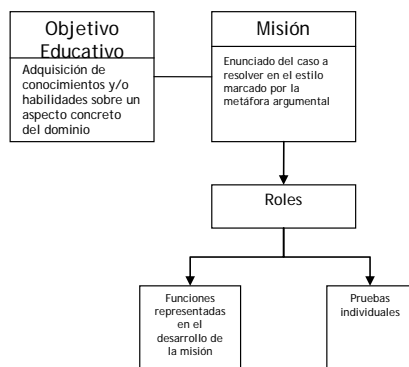 Objetivo
Educativo
Adquisición de
conocimientos y/o
habilidades sobre un
aspecto concreto
del dominio
Misión
Enunciado del caso a
resolver en el estilo
marcado por la
metáfora argumental
Roles
Funciones
representadas
en el
desarrollo de
la misión
Pruebas
individuales